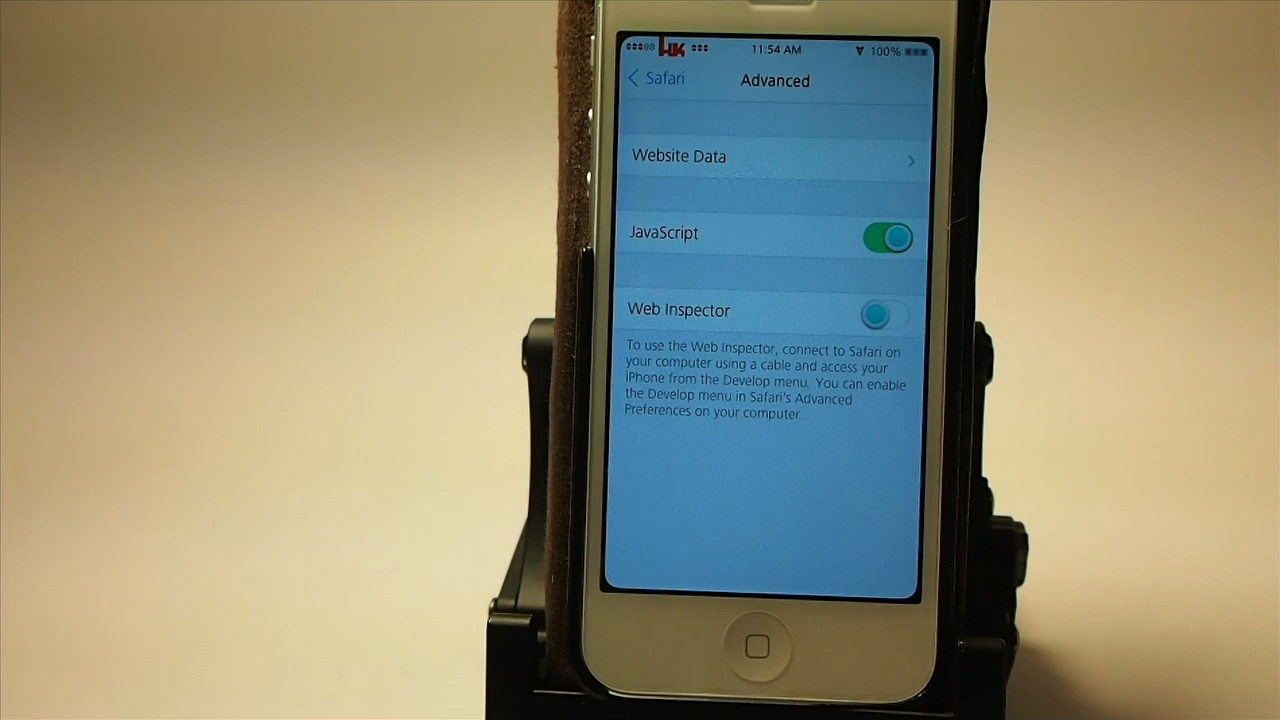 HK 11:54 AM 100%
Safari Advanced
Website Data
JavaScript
Web Inspector
To use the Web Inspector, connect to Safari on
your computer using a cable and access your
iPhone from the Develop menu. You can enable
the Develop menu in Safari's Advanced
Preferences on your computer.